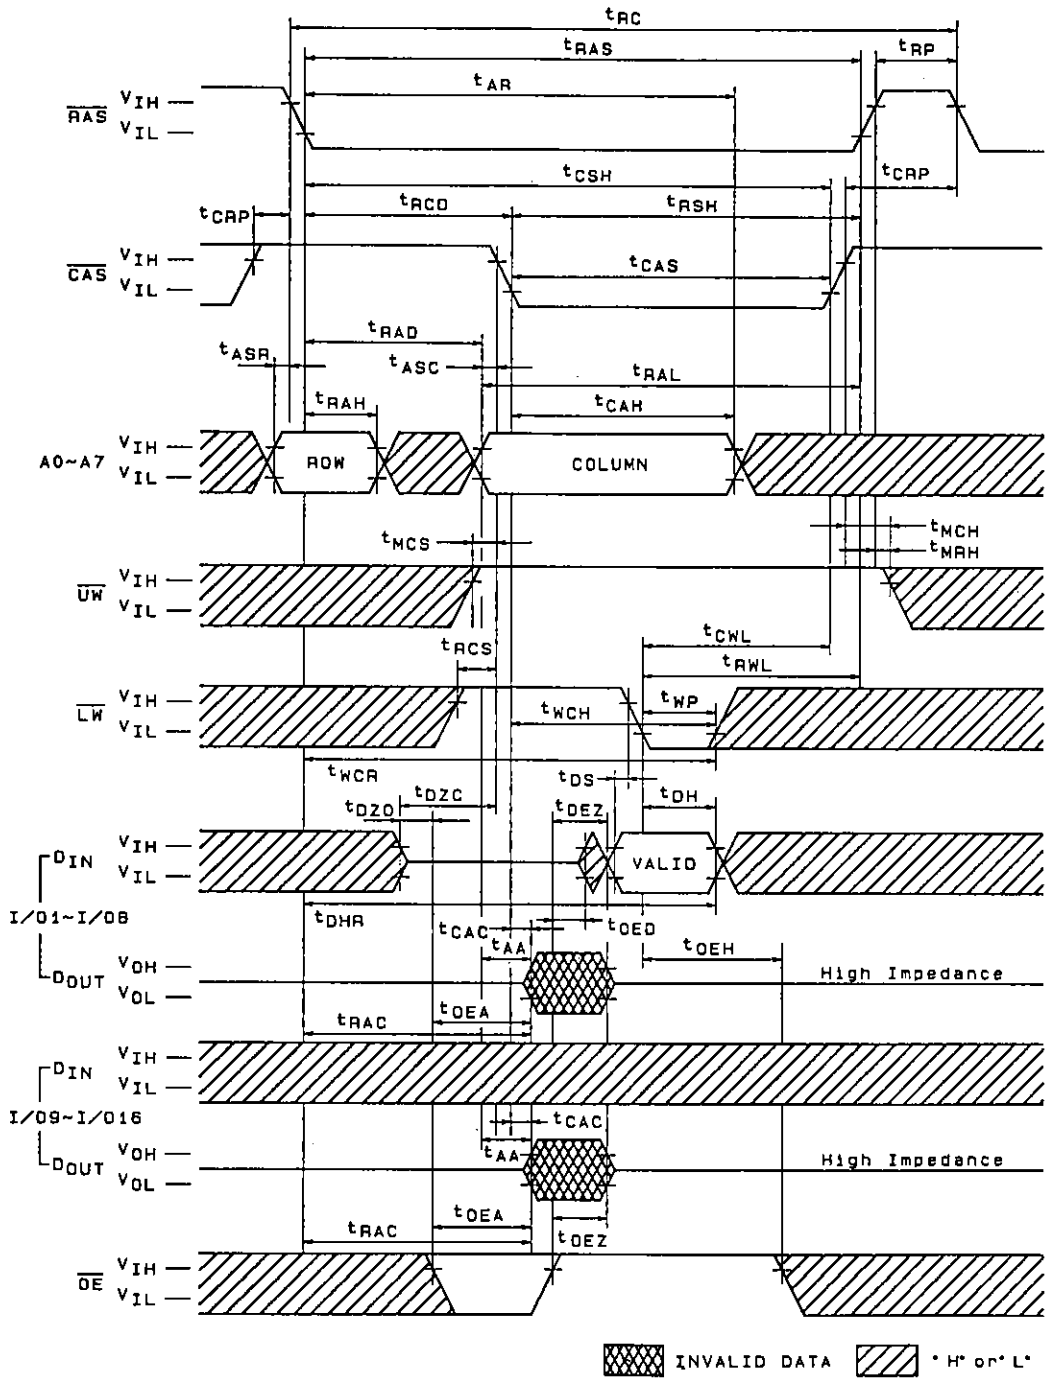 tRC
tRAS
tRP
tAR
RAS VIH
VIL
tCSH
tCRP
tCRP
tRCD
tRSH
CAS VIH
VIL
tCAS
tRAD
tASR
tASC
tRAL
tRAH
tCAH
A0~A7 VIH
VIL
ROW
COLUMN
tMCS
tMCH
tMRH
UW VIH
VIL
tCWL
tRCS
tRWL
LW VIH
VIL
tWCH
tWP
tWCR
tDS
tDZC
tDZO
tOEZ
tDH
DIN VIH
VIL
VALID
I/O1~I/O8
tDHR
tCAC
tOED
tAA
tOEH
DOUT VOH
VOL
High Impedance
tOEA
tRAC
DIN VIH
VIL
I/O9~I/O16
tCAC
tAA
DOUT VOH
VOL
High Impedance
tOEA
tRAC
tOEZ
OE VIH
VIL
INVALID DATA
"H" or "L"